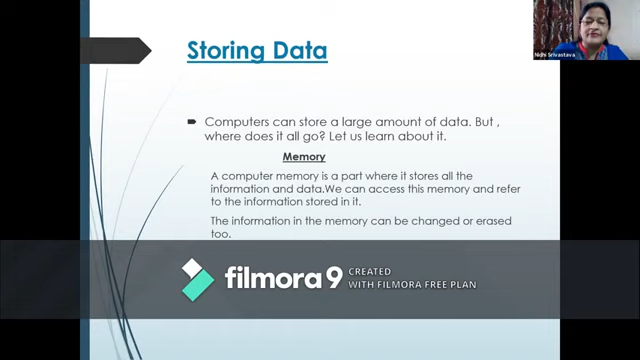 Storing Data
Nidhi Srivastava
Computers can store a large amount of data. But ,
where does it all go? Let us learn about it.
Memory
A computer memory is a part where it stores all the
information and data.We can access this memory and refer
to the information stored in it.
The information in the memory can be changed or erased
too.
filmora9
CREATED
WITH FILMORA FREE PLAN